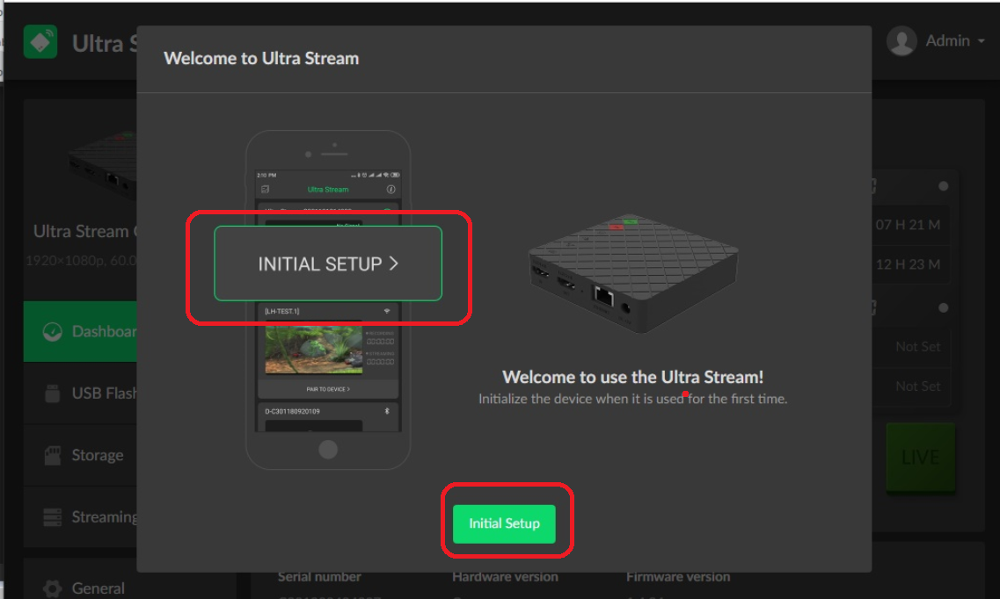 Ultra S
Admin
Welcome to Ultra Stream
2:10 PM
Ultra Stream
No Signal
INITIAL SETUP >
[LH-TEST.1]
RECORDING
00:00:00
STREAMING
00:00:00
PAIR TO DEVICE >
D-C301180920109
Welcome to use the Ultra Stream!
Initialize the device when it is used for the first time.
Initial Setup
Ultra Stream
1920×1080p, 60.0
Dashboar
USB Flash
Storage
Streaming
General
07 H 21 M
12 H 23 M
Not Set
Not Set
LIVE
Serial number
Hardware version
Firmware version